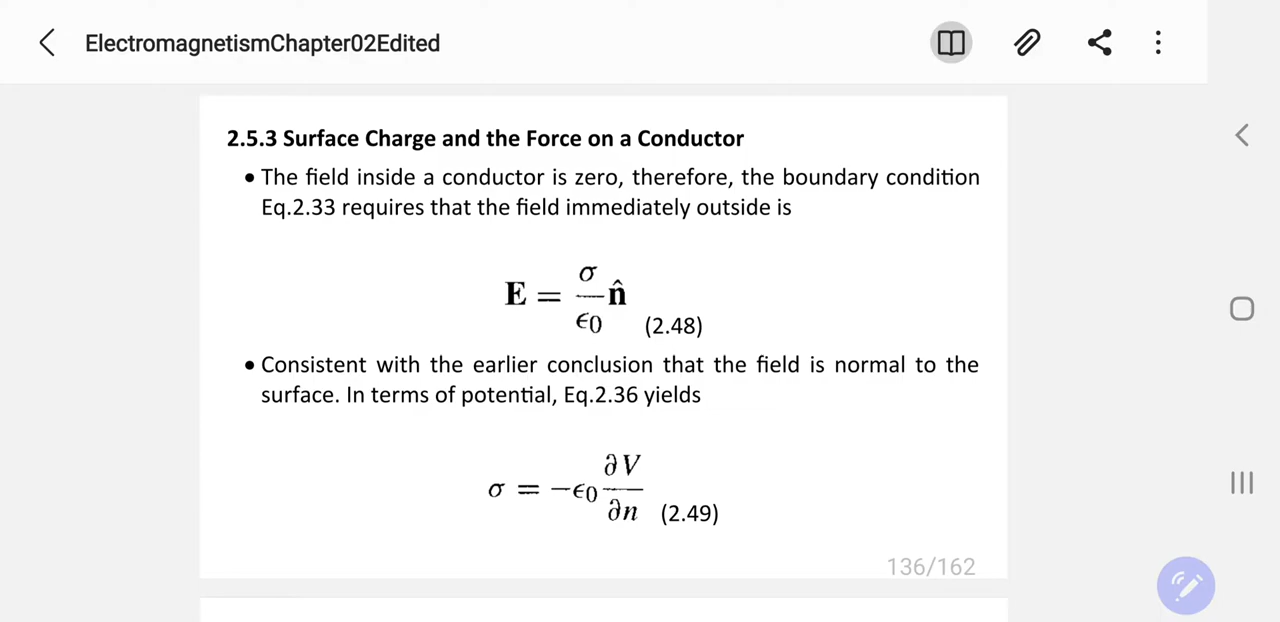 ElectromagnetismChapter02Edited
2.5.3 Surface Charge and the Force on a Conductor
• The field inside a conductor is zero, therefore, the boundary condition
Eq.2.33 requires that the field immediately outside is
E = σ/ϵ0 n̂ (2.48)
• Consistent with the earlier conclusion that the field is normal to the
surface. In terms of potential, Eq.2.36 yields
σ = −ϵ0 ∂V/∂n (2.49)
136/162